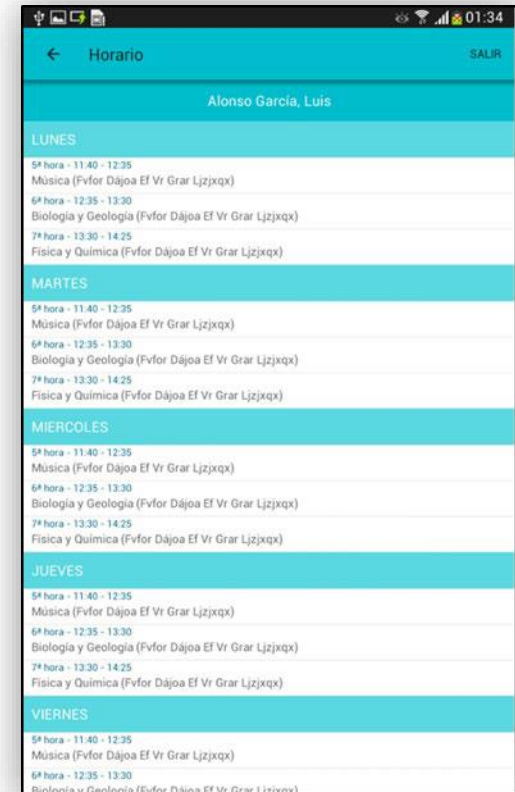 01:34
Horario
SALIR
Alonso García, Luis
LUNES
5ª hora - 11:40 - 12:35
Música (Fvfor Dájoa Ef Vr Grar Ljzjxqx)
6ª hora - 12:35 - 13:30
Biología y Geología (Fvfor Dájoa Ef Vr Grar Ljzjxqx)
7ª hora - 13:30 - 14:25
Física y Química (Fvfor Dájoa Ef Vr Grar Ljzjxqx)
MARTES
5ª hora - 11:40 - 12:35
Música (Fvfor Dájoa Ef Vr Grar Ljzjxqx)
6ª hora - 12:35 - 13:30
Biología y Geología (Fvfor Dájoa Ef Vr Grar Ljzjxqx)
7ª hora - 13:30 - 14:25
Física y Química (Fvfor Dájoa Ef Vr Grar Ljzjxqx)
MIERCOLES
5ª hora - 11:40 - 12:35
Música (Fvfor Dájoa Ef Vr Grar Ljzjxqx)
6ª hora - 12:35 - 13:30
Biología y Geología (Fvfor Dájoa Ef Vr Grar Ljzjxqx)
7ª hora - 13:30 - 14:25
Física y Química (Fvfor Dájoa Ef Vr Grar Ljzjxqx)
JUEVES
5ª hora - 11:40 - 12:35
Música (Fvfor Dájoa Ef Vr Grar Ljzjxqx)
6ª hora - 12:35 - 13:30
Biología y Geología (Fvfor Dájoa Ef Vr Grar Ljzjxqx)
7ª hora - 13:30 - 14:25
Física y Química (Fvfor Dájoa Ef Vr Grar Ljzjxqx)
VIERNES
5ª hora - 11:40 - 12:35
Música (Fvfor Dájoa Ef Vr Grar Ljzjxqx)
6ª hora - 12:35 - 13:30
Biología y Geología (Fvfor Dájoa Ef Vr Grar Ljzjxqx)